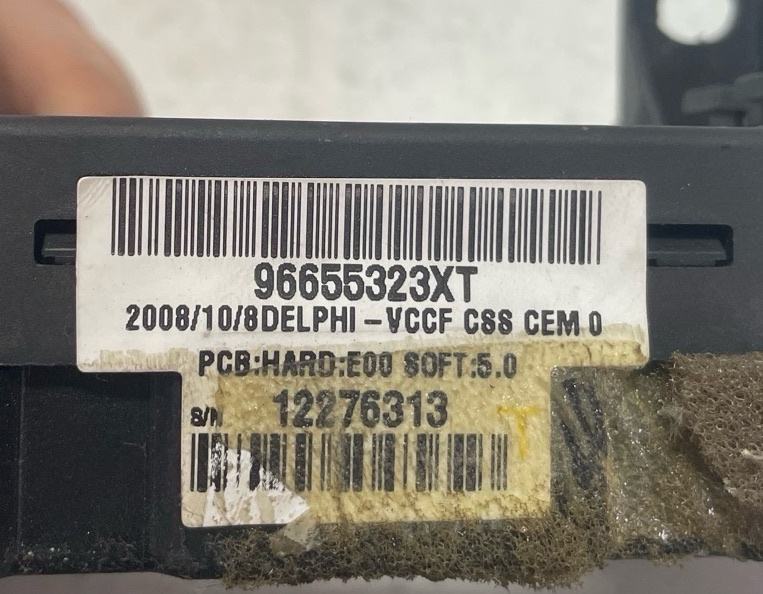 96655323XT
2008/10/8DELPHI-VCCF CSS CEM 0
PCB:HARD:E00 SOFT:5.0
S/N 12276313 T